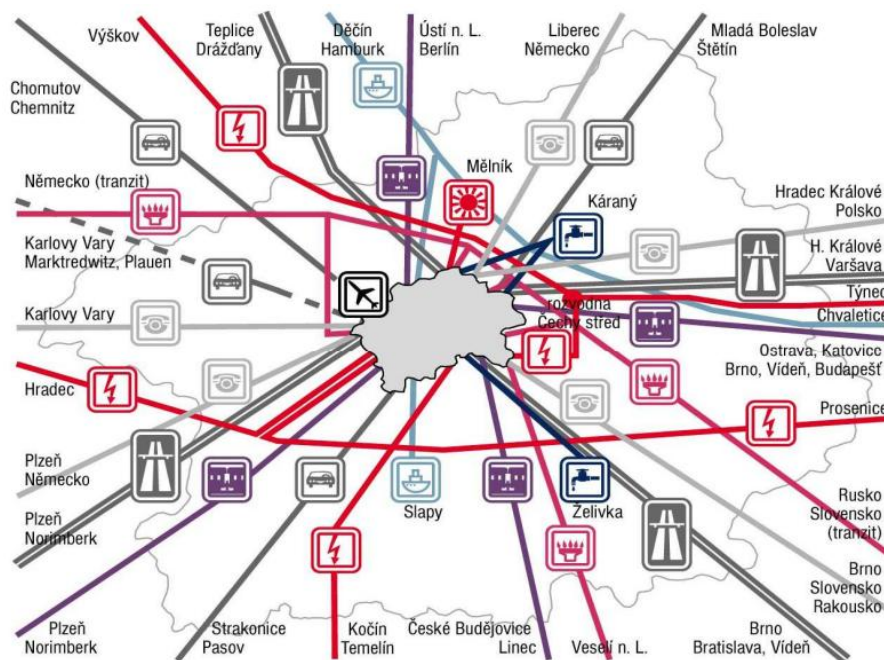 Výškov
Teplice
Drážďany
Děčín
Hamburk
Ústí n. L.
Berlín
Liberec
Německo
Mladá Boleslav
Štětín
Chomutov
Chemnitz
Německo (tranzit)
Mělník
Káraný
Hradec Králové
Polsko
Karlovy Vary
Marktredwitz, Plauen
H. Králové
Varšava
Týnec
Karlovy Vary
rozvodna
Čechy střed
Chvaletice
Ostrava, Katovice
Brno, Vídeň, Budapešť
Hradec
Prosenice
Plzeň
Německo
Slapy
Želivka
Plzeň
Norimberk
Rusko
Slovensko
(tranzit)
Brno
Slovensko
Rakousko
Plzeň
Norimberk
Strakonice
Pasov
Kočín
Temelín
České Budějovice
Linec
Veselí n. L.
Brno
Bratislava, Vídeň